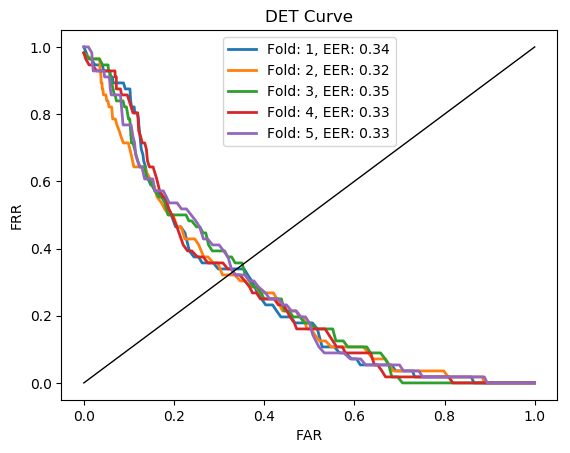 DET Curve
Fold: 1, EER: 0.34
Fold: 2, EER: 0.32
Fold: 3, EER: 0.35
Fold: 4, EER: 0.33
Fold: 5, EER: 0.33
1.0
0.8
0.6
0.4
0.2
0.0
FRR
0.0 0.2 0.4 0.6 0.8 1.0
FAR